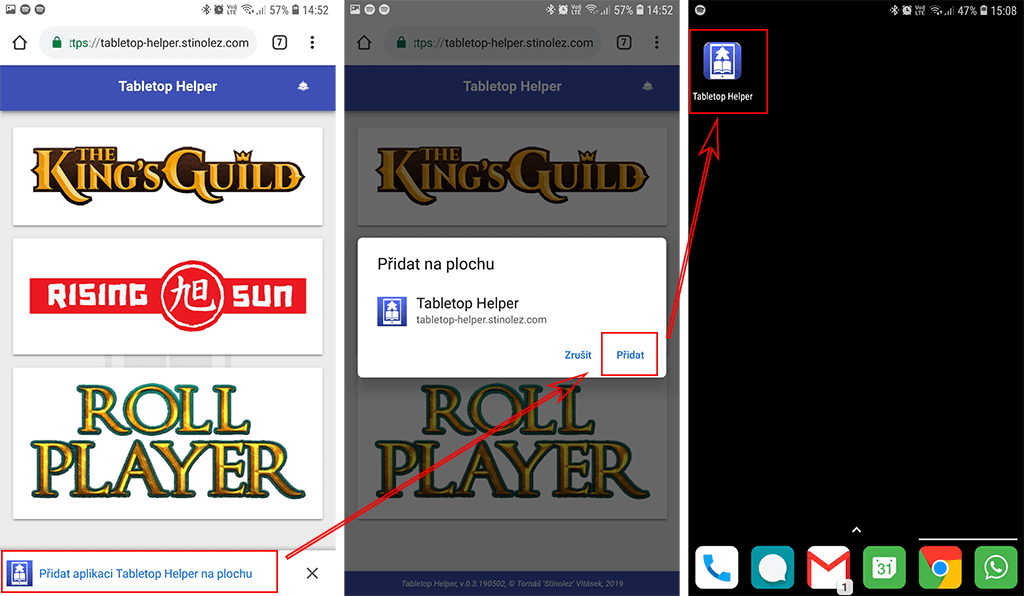 57% 14:52
ttps://tabletop-helper.stinolez.com
7
Tabletop Helper
THE
KING'S GUILD
RISING 旭 SUN
ROLL
PLAYER
Přidat aplikaci Tabletop Helper na plochu
57% 14:52
ttps://tabletop-helper.stinolez.com
7
Tabletop Helper
THE
KING'S GUILD
Přidat na plochu
Tabletop Helper
tabletop-helper.stinolez.com
Zrušit Přidat
ROLL
PLAYER
Tabletop Helper, v.0.3.190502, © Tomáš 'Stínolez' Vitásek, 2019
47% 15:08
Tabletop Helper
1
31